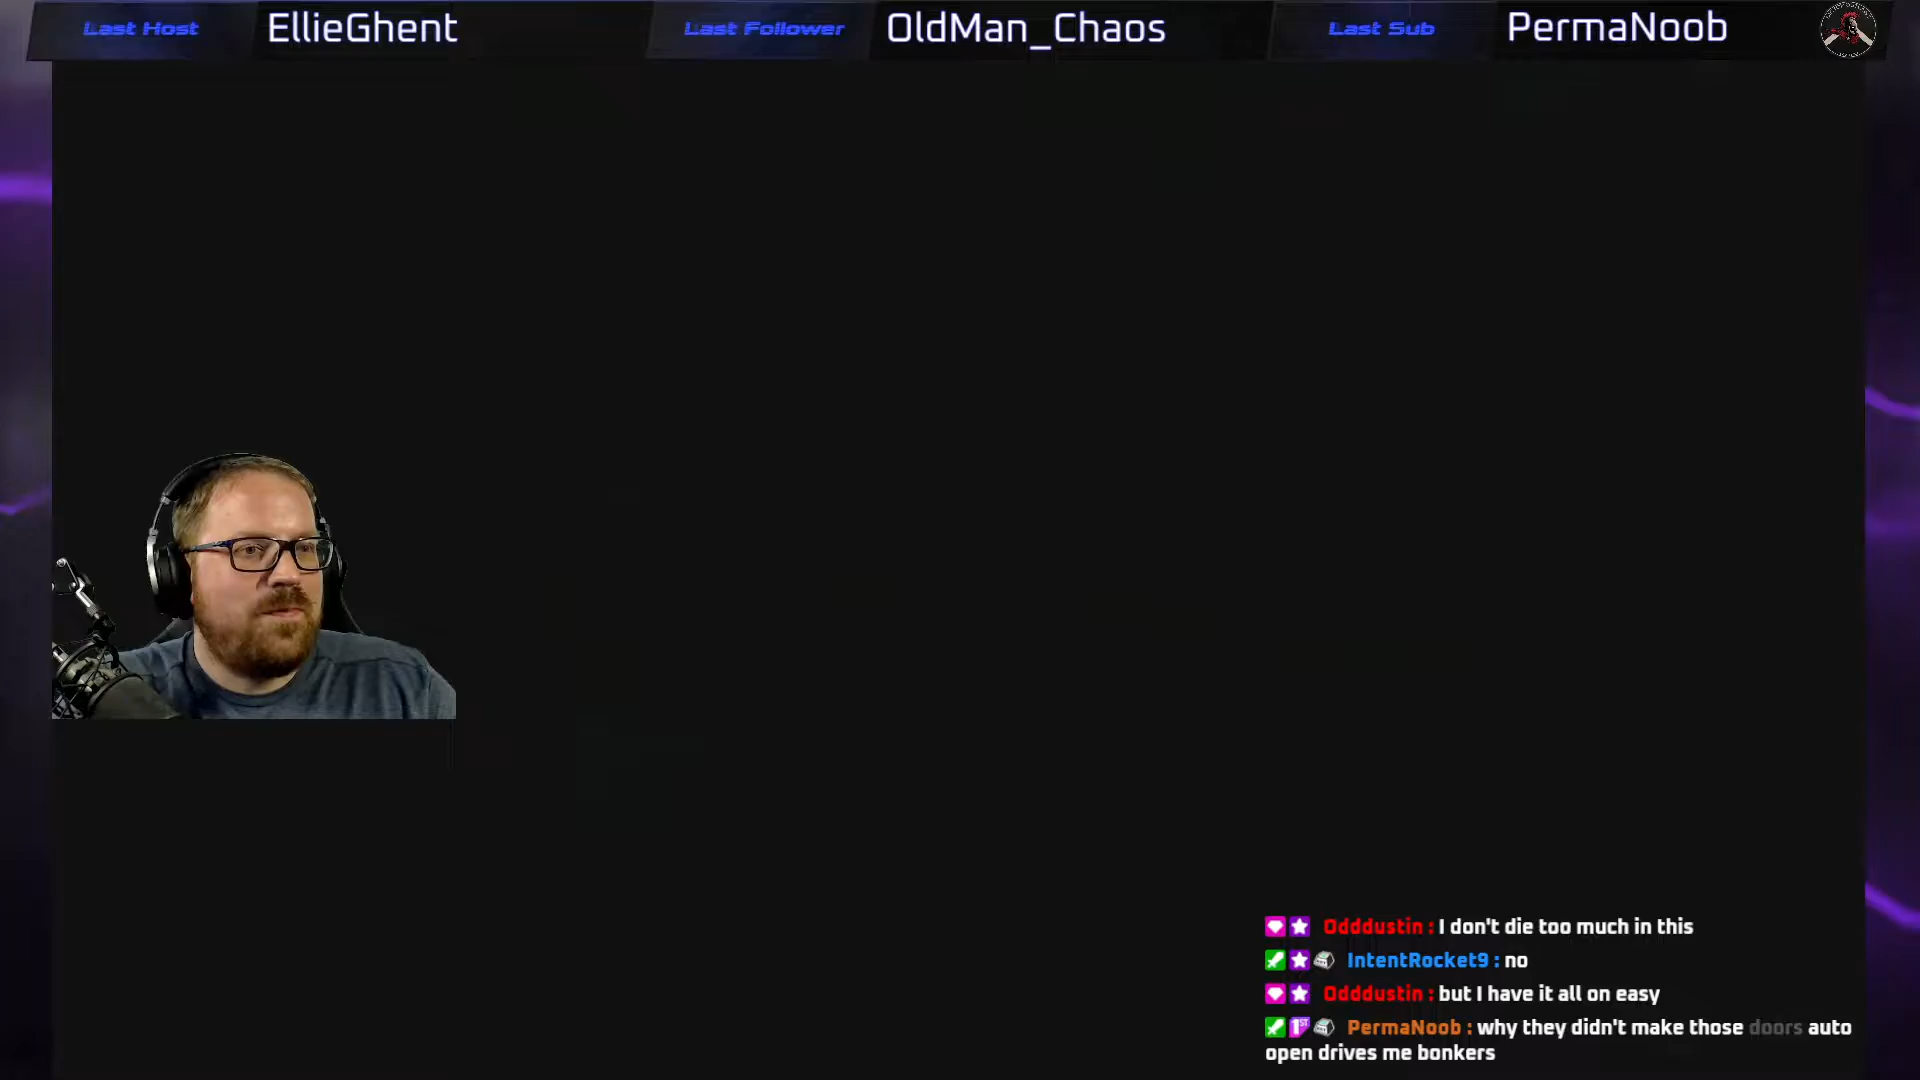 Last Host EllieGhent Last Follower OldMan_Chaos Last Sub PermaNoob
Odddustin : I don't die too much in this
IntentRocket9 : no
Odddustin : but I have it all on easy
PermaNoob : why they didn't make those doors auto
open drives me bonkers